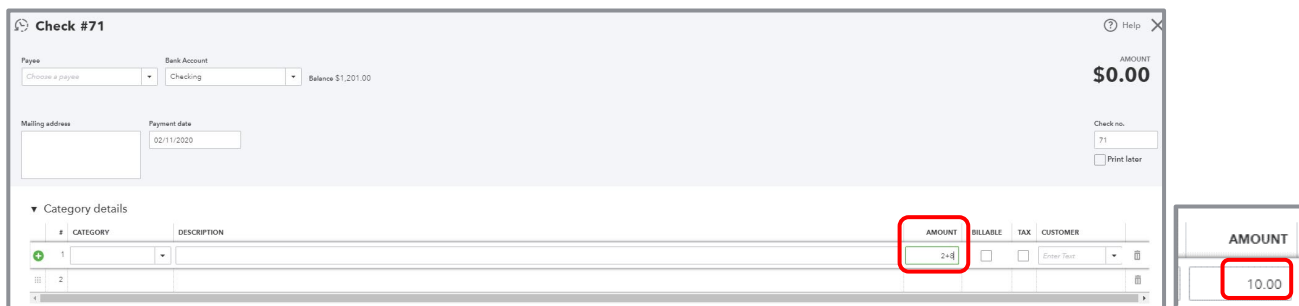 Check #71
Help
Payee
Bank Account
Choose a payee
Checking
Balance $1,201.00
AMOUNT
$0.00
Mailing address
Payment date
02/11/2020
Check no.
71
Print later
Category details
# CATEGORY DESCRIPTION AMOUNT BILLABLE TAX CUSTOMER
1 2+8 Enter Text
2
AMOUNT
10.00